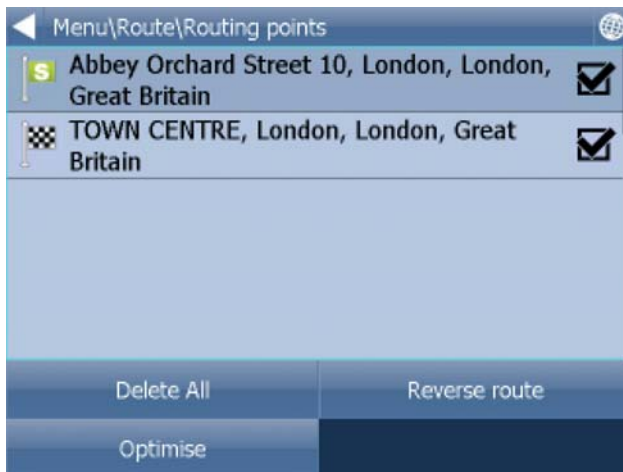 Menu\Route\Routing points
S
Abbey Orchard Street 10, London, London,
Great Britain
TOWN CENTRE, London, London, Great
Britain
Delete All
Reverse route
Optimise